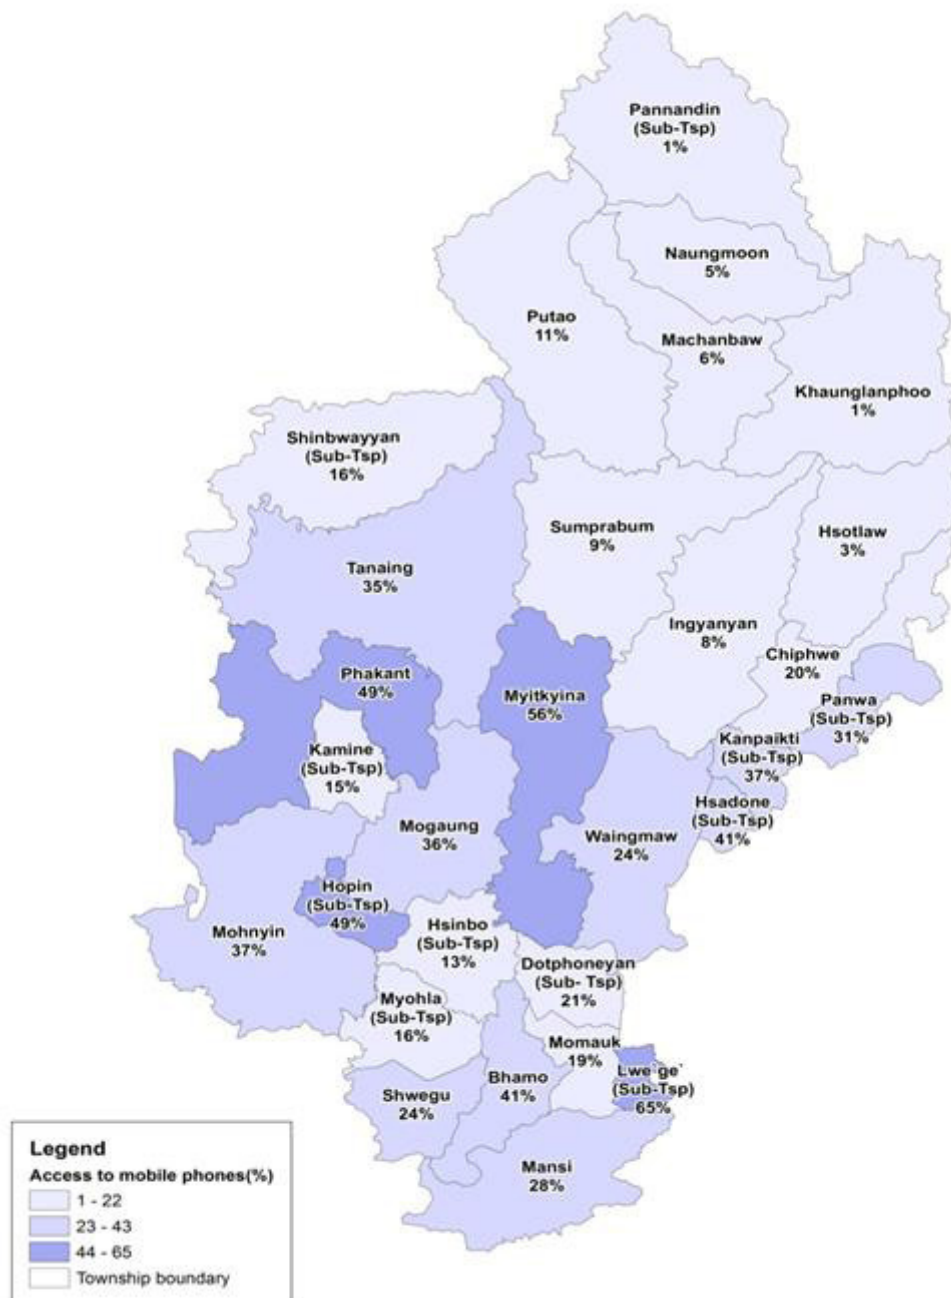 Pannandin
(Sub-Tsp)
1%
Naungmoon
5%
Putao
11%
Machanbaw
6%
Khaunglanphoo
1%
Shinbwayyan
(Sub-Tsp)
16%
Sumprabum
9%
Hsotlaw
3%
Tanaing
35%
Ingyanyan
8%
Chiphwe
20%
Phakant
49%
Myitkyina
56%
Panwa
(Sub-Tsp)
31%
Kanpaikti
(Sub-Tsp)
37%
Kamine
(Sub-Tsp)
15%
Hsadone
(Sub-Tsp)
41%
Mogaung
36%
Waingmaw
24%
Hopin
(Sub-Tsp)
49%
Mohnyin
37%
Hsinbo
(Sub-Tsp)
13%
Dotphoneyan
(Sub- Tsp)
21%
Myohla
(Sub-Tsp)
16%
Momauk
19%
Lwe`ge`
(Sub-Tsp)
65%
Bhamo
41%
Shwegu
24%
Mansi
28%
Legend
Access to mobile phones(%)
1 - 22
23 - 43
44 - 65
Township boundary